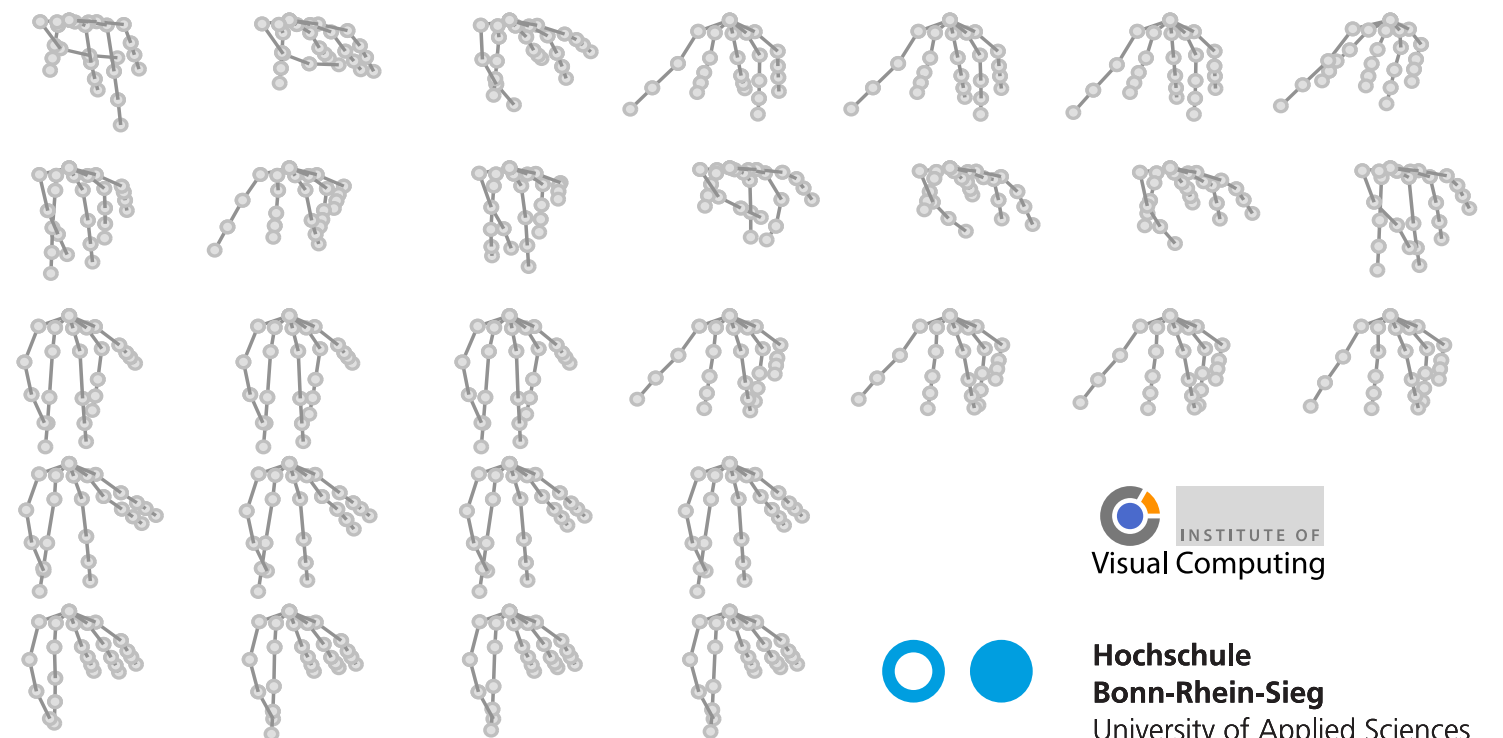 INSTITUTE OF
Visual Computing
Hochschule
Bonn-Rhein-Sieg
University of Applied Sciences